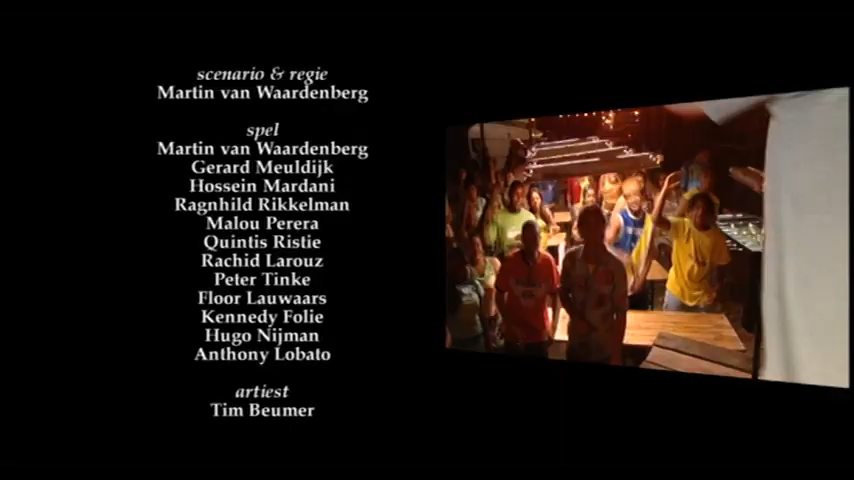 scenario & regie
Martin van Waardenberg
spel
Martin van Waardenberg
Gerard Meuldijk
Hossein Mardani
Ragnhild Rikkelman
Malou Perera
Quintis Ristie
Rachid Larouz
Peter Tinke
Floor Lauwaars
Kennedy Folie
Hugo Nijman
Anthony Lobato
artiest
Tim Beumer